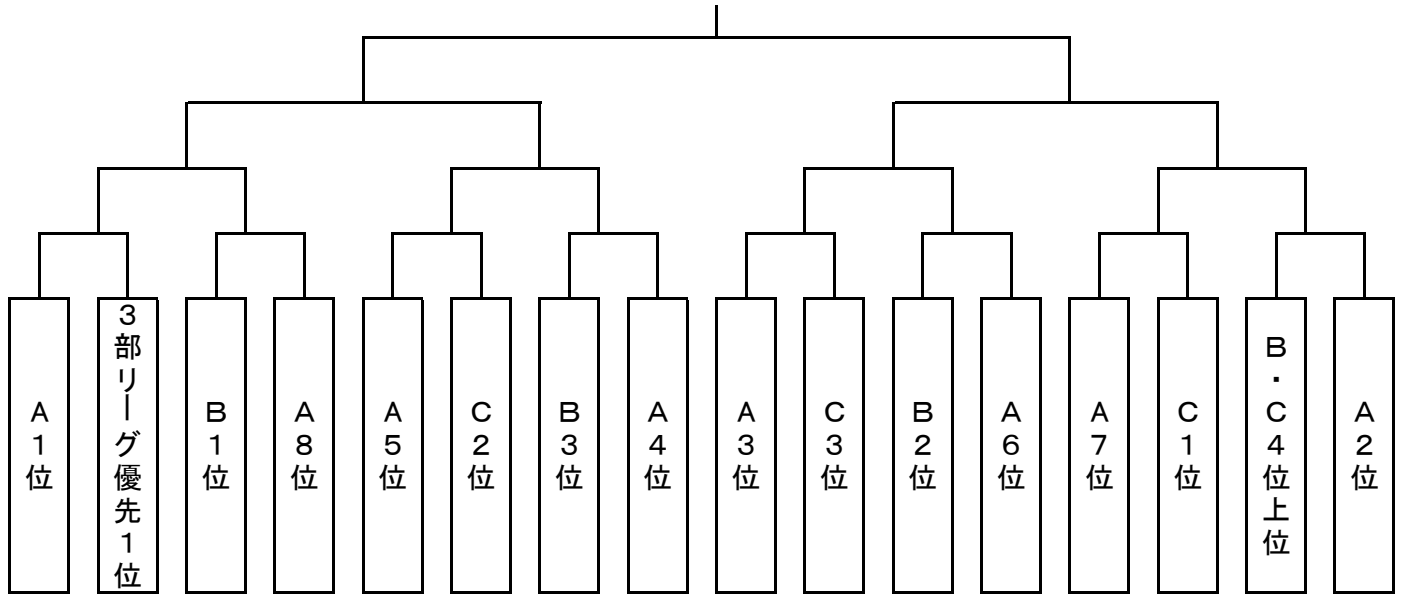 A1位
3部リーグ優先1位
B1位
A8位
A5位
C2位
B3位
A4位
A3位
C3位
B2位
A6位
A7位
C1位
B・C4位上位
A2位